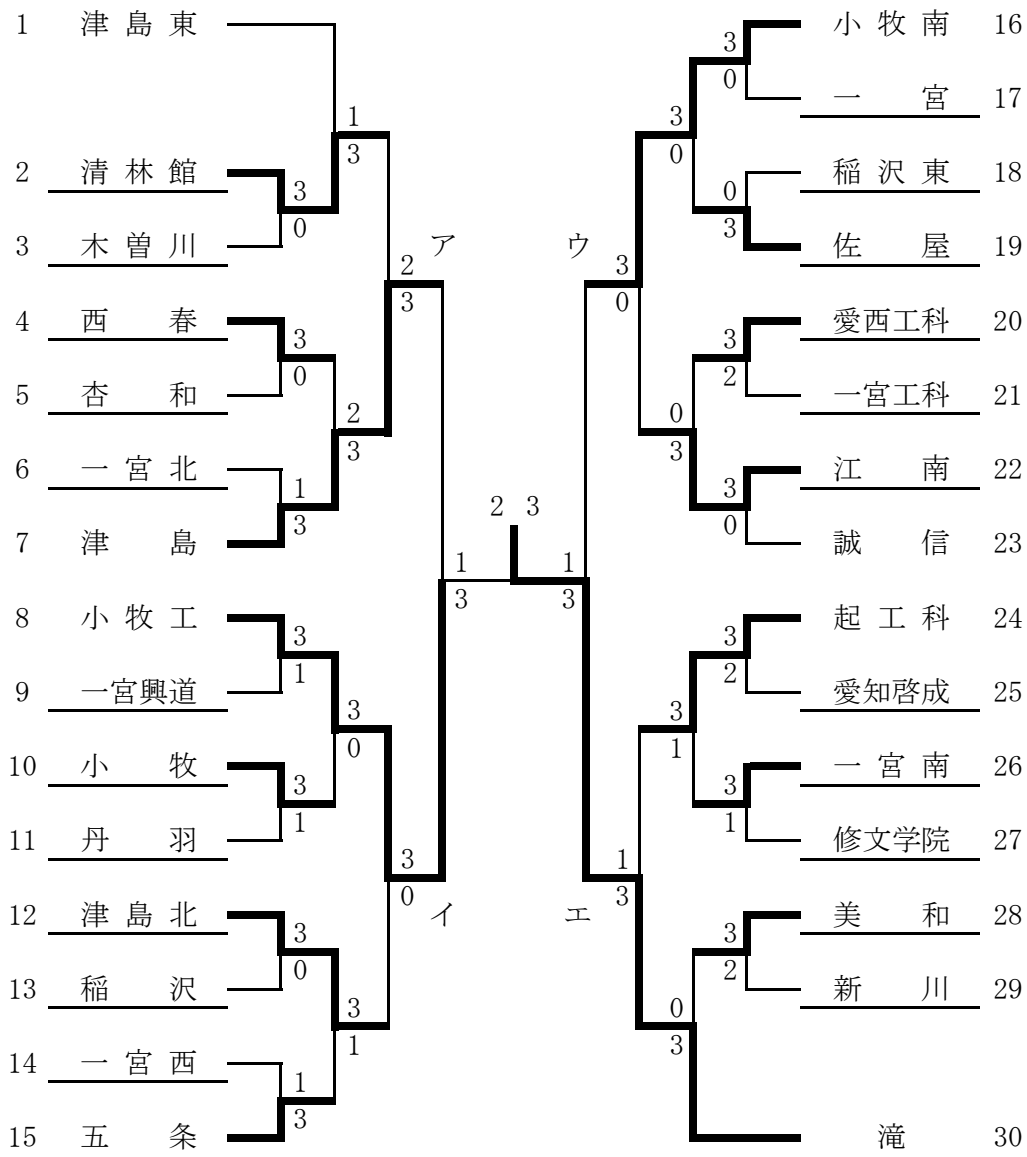 1 津島東
1
3
2 清林館
3
0
3 木曽川
ア
2
3
4 西春
3
0
5 杏和
2
3
6 一宮北
1
3
7 津島
2 3
1
3
8 小牧工
3
1
9 一宮興道
3
0
10 小牧
3
1
11 丹羽
3
0
イ
12 津島北
3
0
13 稲沢
3
1
14 一宮西
1
3
15 五条
小牧南 16
3
0
一宮 17
3
0
稲沢東 18
0
3
佐屋 19
ウ
3
0
愛西工科 20
3
2
一宮工科 21
0
3
江南 22
3
0
誠信 23
1
3
起工科 24
3
2
愛知啓成 25
3
1
一宮南 26
3
1
修文学院 27
1
3
エ
美和 28
3
2
新川 29
0
3
滝 30